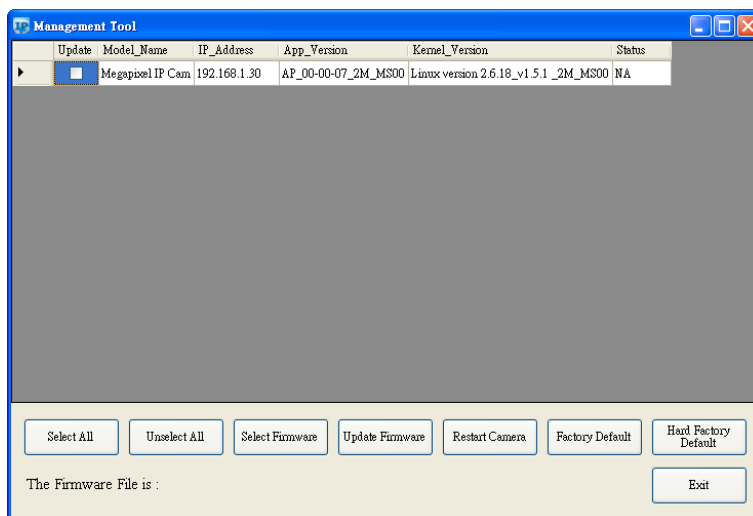 IP Management Tool
Update Model_Name IP_Address App_Version Kernel_Version Status
Megapixel IP Cam 192.168.1.30 AP_00-00-07_2M_MS00 Linux version 2.6.18_v1.5.1 _2M_MS00 NA
Select All Unselect All Select Firmware Update Firmware Restart Camera Factory Default Hard Factory Default
The Firmware File is :
Exit